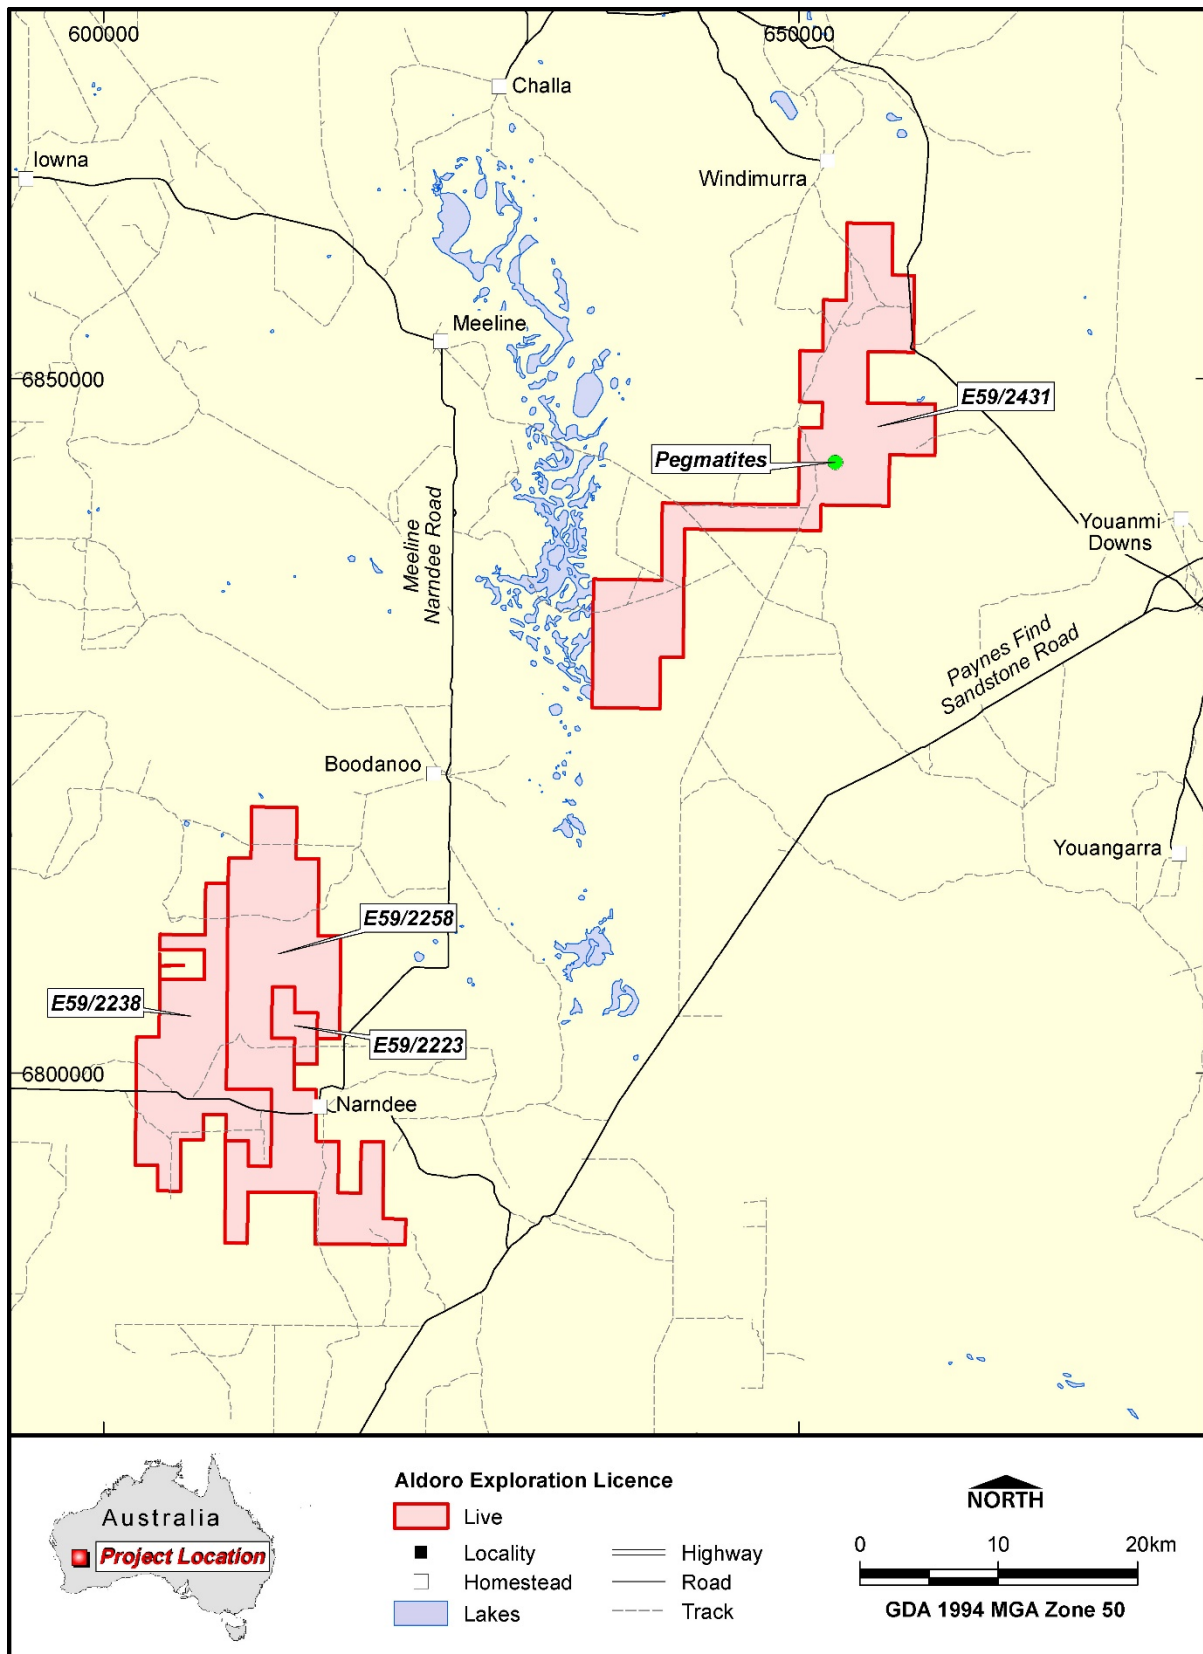 600000
650000
Challa
Iowna
Windimurra
Meeline
6850000
E59/2431
Pegmatites
Meeline
Narndee Road
Youanmi
Downs
Paynes Find
Sandstone Road
Boodanoo
Youangarra
E59/2258
E59/2238
E59/2223
6800000
Narndee
Australia
Project Location
Aldoro Exploration Licence
Live
Locality
Homestead
Lakes
Highway
Road
Track
NORTH
0 10 20km
GDA 1994 MGA Zone 50